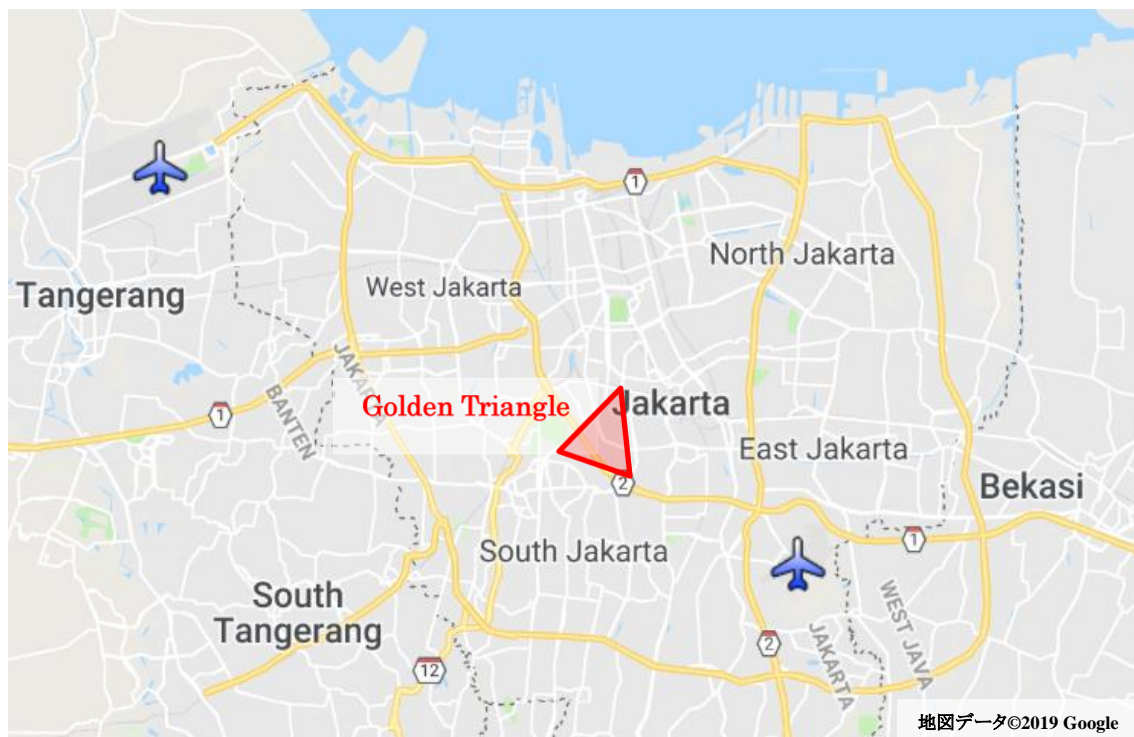 1
North Jakarta
West Jakarta
Tangerang
JAKARTA
BANTEN
1
Golden Triangle
Jakarta
East Jakarta
2
Bekasi
1
South Jakarta
South
Tangerang
WEST JAVA
JAKARTA
2
12
地図データ©2019 Google